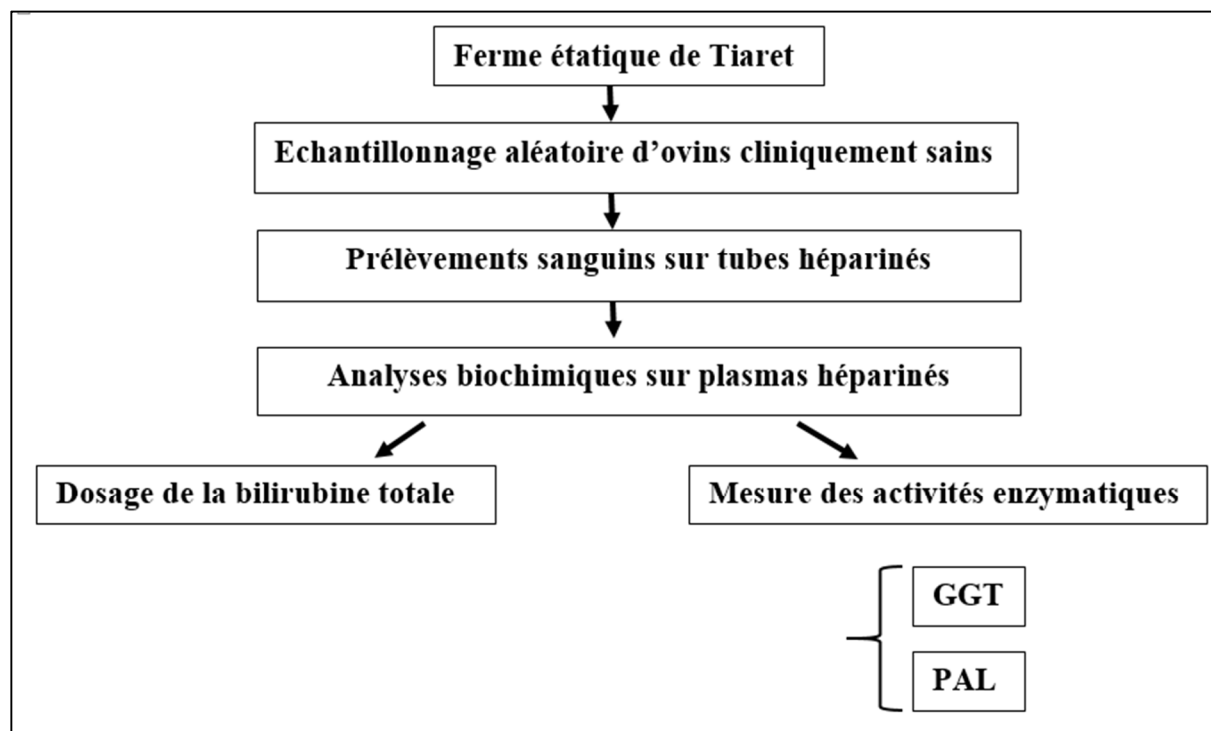 Ferme étatique de Tiaret
Echantillonnage aléatoire d’ovins cliniquement sains
Prélèvements sanguins sur tubes héparinés
Analyses biochimiques sur plasmas héparinés
Dosage de la bilirubine totale
Mesure des activités enzymatiques
GGT
PAL